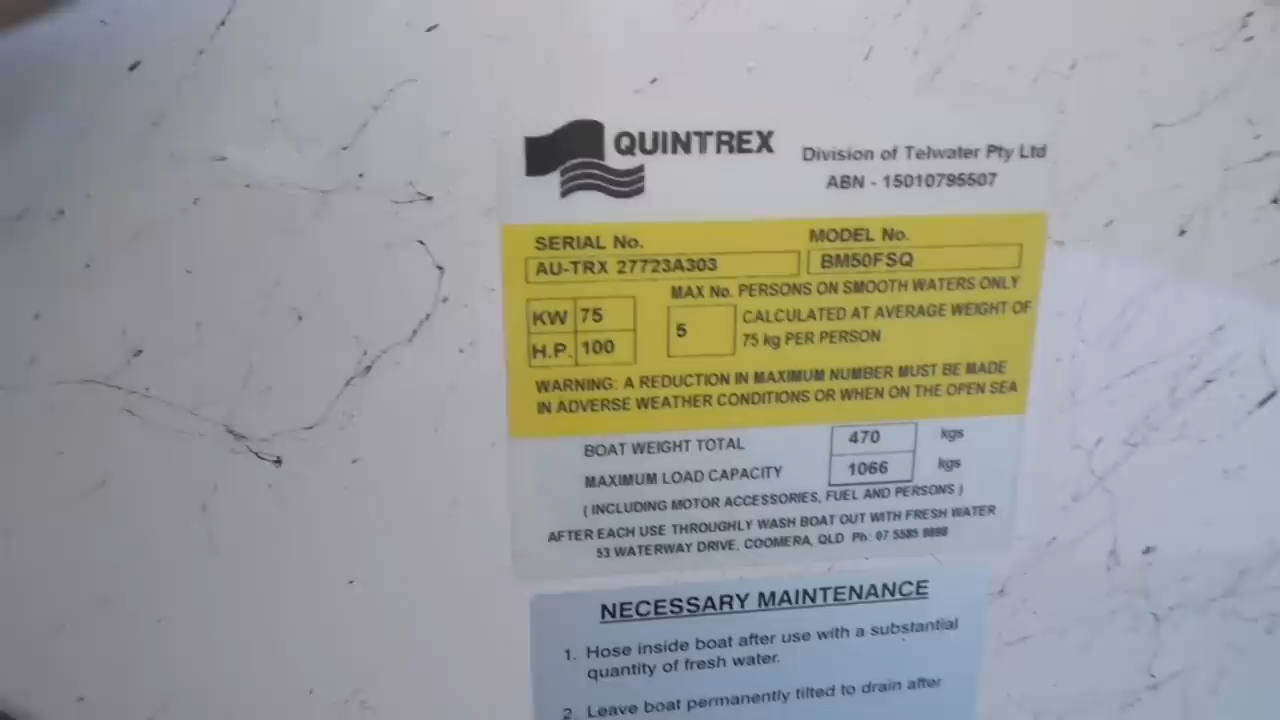 QUINTREX
Division of Telwater Pty Ltd
ABN - 15010795507
SERIAL No.
MODEL No.
AU-TRX 27723A303
BM50FSQ
MAX No. PERSONS ON SMOOTH WATERS ONLY
KW 75
H.P. 100
5
CALCULATED AT AVERAGE WEIGHT OF
75 kg PER PERSON
WARNING: A REDUCTION IN MAXIMUM NUMBER MUST BE MADE
IN ADVERSE WEATHER CONDITIONS OR WHEN ON THE OPEN SEA
BOAT WEIGHT TOTAL 470 kgs
MAXIMUM LOAD CAPACITY 1066 kgs
(INCLUDING MOTOR ACCESSORIES, FUEL AND PERSONS)
AFTER EACH USE THROUGHLY WASH BOAT OUT WITH FRESH WATER
53 WATERWAY DRIVE, COOMERA, QLD Ph: 07 5585
NECESSARY MAINTENANCE
1. Hose inside boat after use with a substantial
quantity of fresh water.
2. Leave boat permanently tilted to drain after